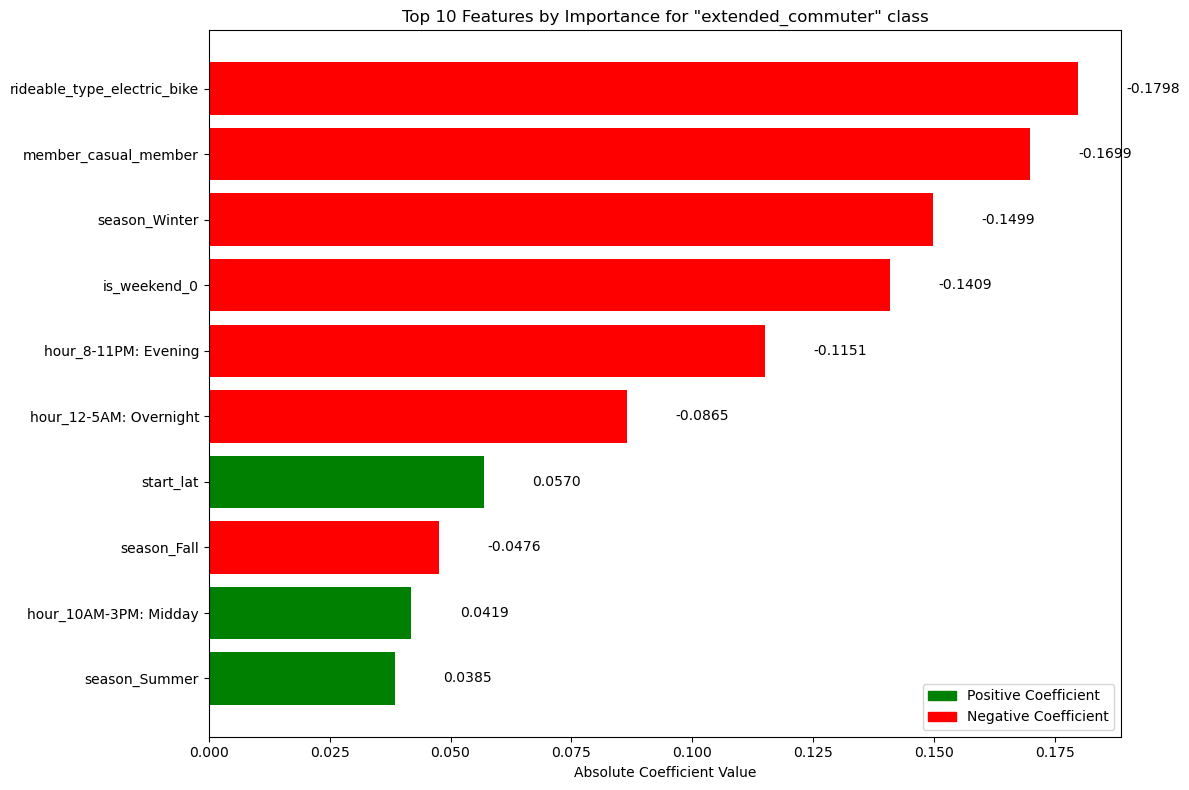 Top 10 Features by Importance for "extended_commuter" class
rideable_type_electric_bike -0.1798
member_casual_member -0.1699
season_Winter -0.1499
is_weekend_0 -0.1409
hour_8-11PM: Evening -0.1151
hour_12-5AM: Overnight -0.0865
start_lat 0.0570
season_Fall -0.0476
hour_10AM-3PM: Midday 0.0419
season_Summer 0.0385
Positive Coefficient
Negative Coefficient
0.000 0.025 0.050 0.075 0.100 0.125 0.150 0.175
Absolute Coefficient Value